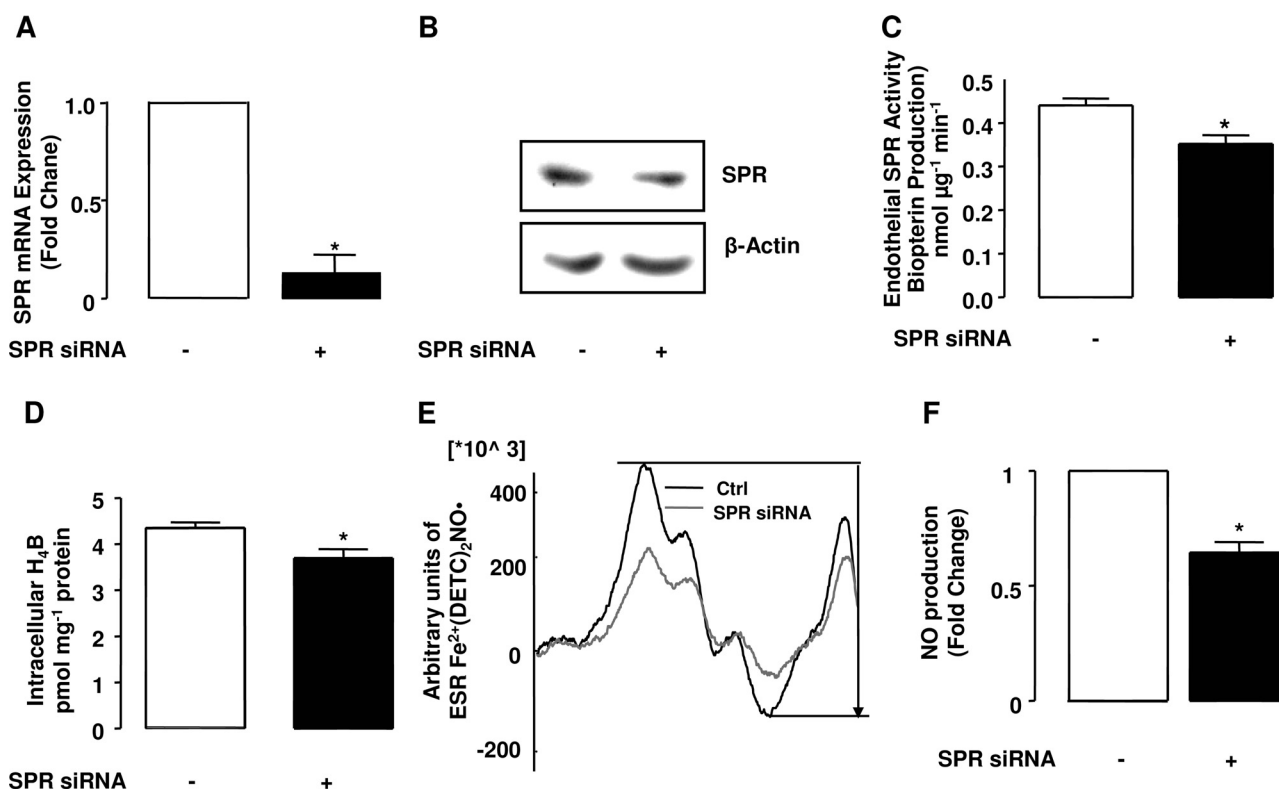 A
SPR mRNA Expression
(Fold Chane)
1.0
0.5
0
*
SPR siRNA - +
B
SPR
β-Actin
SPR siRNA - +
C
Endothelial SPR Activity
Biopterin Production)
nmol µg⁻¹ min⁻¹
0.5
0.4
0.3
0.2
0.1
0.0
*
SPR siRNA - +
D
Intracellular H₄B
pmol mg⁻¹ protein
5
4
3
2
1
0
*
SPR siRNA - +
E
[*10^ 3]
Arbitrary units of
ESR Fe²⁺(DETC)₂NO•
400
200
0
-200
Ctrl
SPR siRNA
F
NO production
(Fold Change)
1
0.5
0
*
SPR siRNA - +